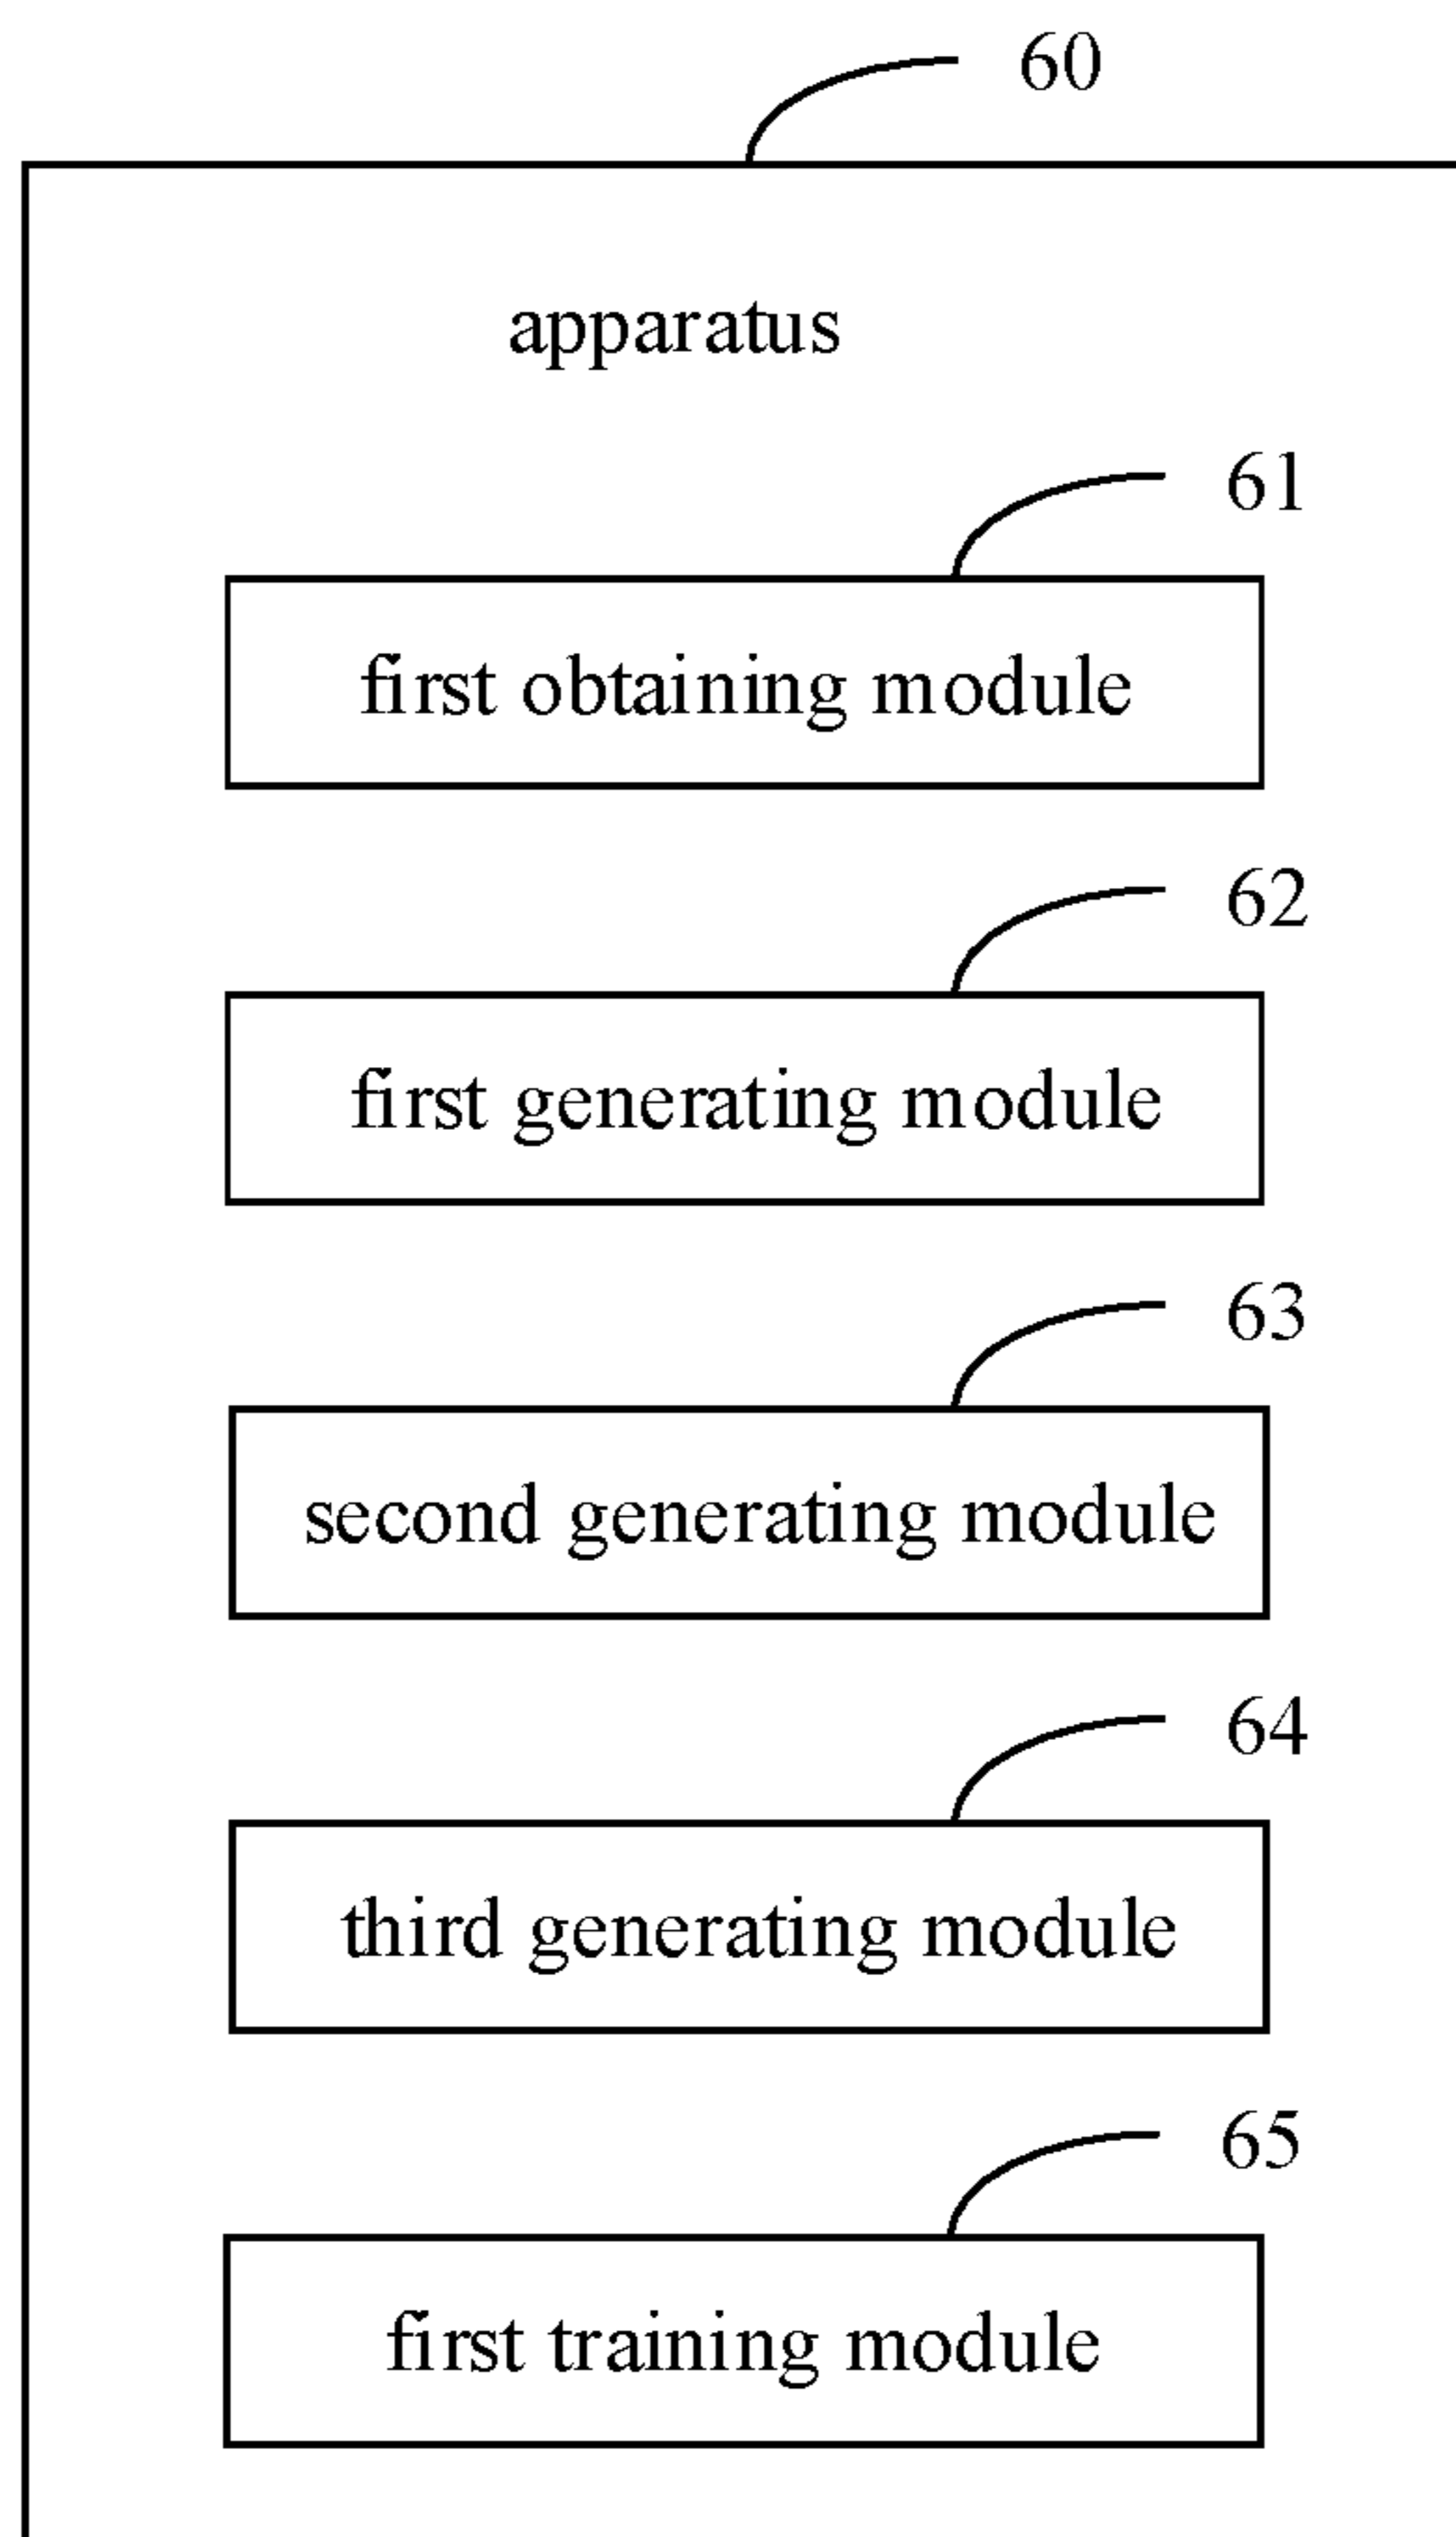 60
apparatus
61
first obtaining module
62
first generating module
63
second generating module
64
third generating module
65
first training module